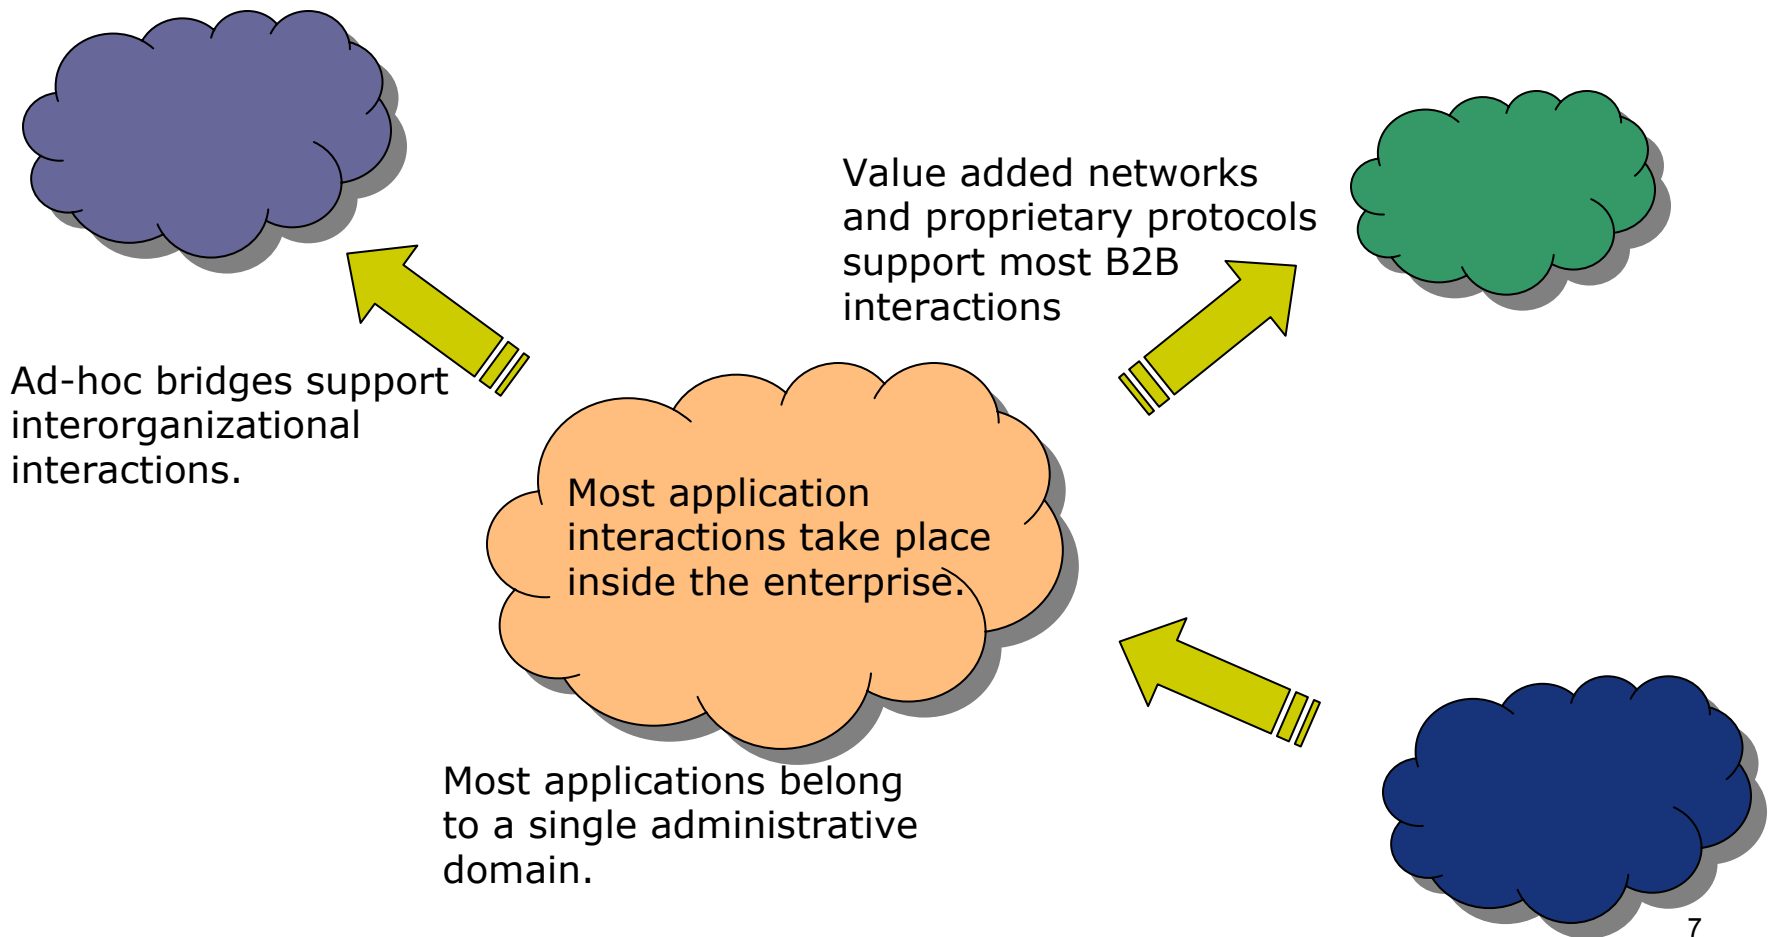 Value added networks
and proprietary protocols
support most B2B
interactions
Ad-hoc bridges support
interorganizational
interactions.
Most application
interactions take place
inside the enterprise.
Most applications belong
to a single administrative
domain.
7